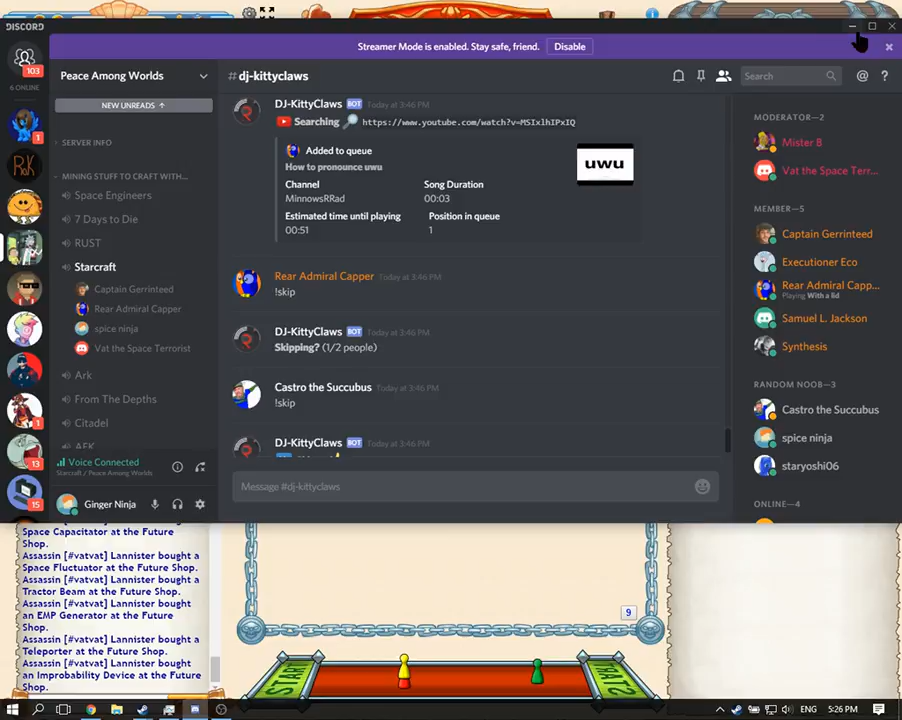 DISCORD
Streamer Mode is enabled. Stay safe, friend.
Disable
103
6 ONLINE
1
RoK
1
13
15
Peace Among Worlds
NEW UNREADS ↑
SERVER INFO
MINING STUFF TO CRAFT WITH...
Space Engineers
7 Days to Die
RUST
Starcraft
Captain Gerrinteed
Rear Admiral Capper
spice ninja
Vat the Space Terrorist
Ark
From The Depths
Citadel
AFK
Voice Connected
Starcraft / Peace Among Worlds
Ginger Ninja
# dj-kittyclaws
Search
DJ-KittyClaws BOT Today at 3:46 PM
Searching https://www.youtube.com/watch?v=MSIxlhIPxIQ
Added to queue
How to pronounce uwu
uwu
Channel Song Duration
MinnowsRRad 00:03
Estimated time until playing Position in queue
00:51 1
Rear Admiral Capper Today at 3:46 PM
!skip
DJ-KittyClaws BOT Today at 3:46 PM
Skipping? (1/2 people)
Castro the Succubus Today at 3:46 PM
!skip
DJ-KittyClaws BOT Today at 3:46 PM
Message #dj-kittyclaws
MODERATOR—2
Mister B
Vat the Space Terr...
MEMBER—5
Captain Gerrinteed
Executioner Eco
Rear Admiral Capp...
Playing With a lid
Samuel L. Jackson
Synthesis
RANDOM NOOB—3
Castro the Succubus
spice ninja
staryoshi06
ONLINE—4
Space Capacitator at the Future
Shop.
Assassin [#vatvat] Lannister bought a
Space Fluctuator at the Future Shop.
Assassin [#vatvat] Lannister bought a
Tractor Beam at the Future Shop.
Assassin [#vatvat] Lannister bought
an EMP Generator at the Future
Shop.
Assassin [#vatvat] Lannister bought a
Teleporter at the Future Shop.
Assassin [#vatvat] Lannister bought
an Improbability Device at the Future
Shop.
9
START
START
ENG
5:26 PM